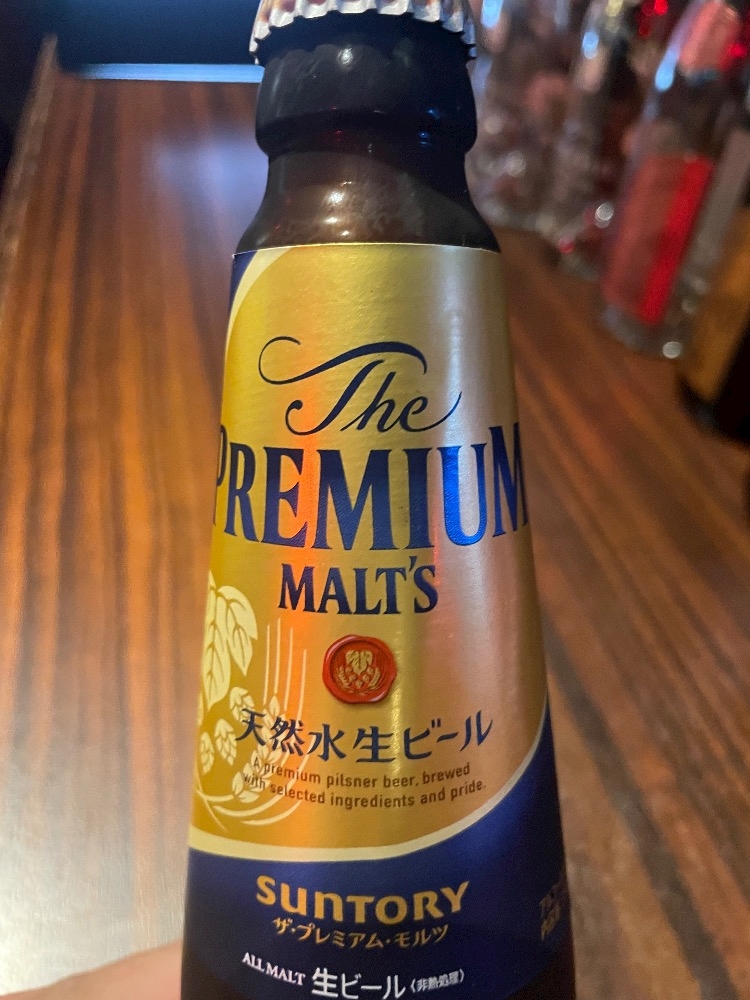 The
PREMIUM
MALT'S
天然水生ビール
A premium pilsner beer, brewed
with selected ingredients and pride.
SUNTORY
ザ・プレミアム・モルツ
ALL MALT 生ビール（非熱処理）